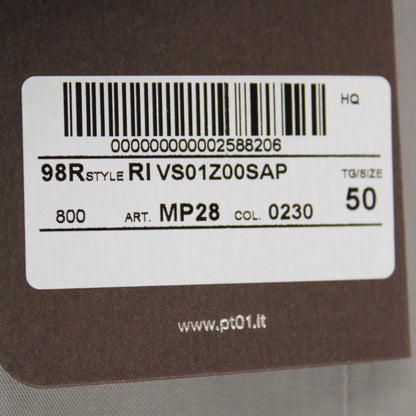 HQ
000000000002588206
98R STYLE RI VS01Z00SAP TG/SIZE
800 ART. MP28 COL. 0230 50
www.pt01.it